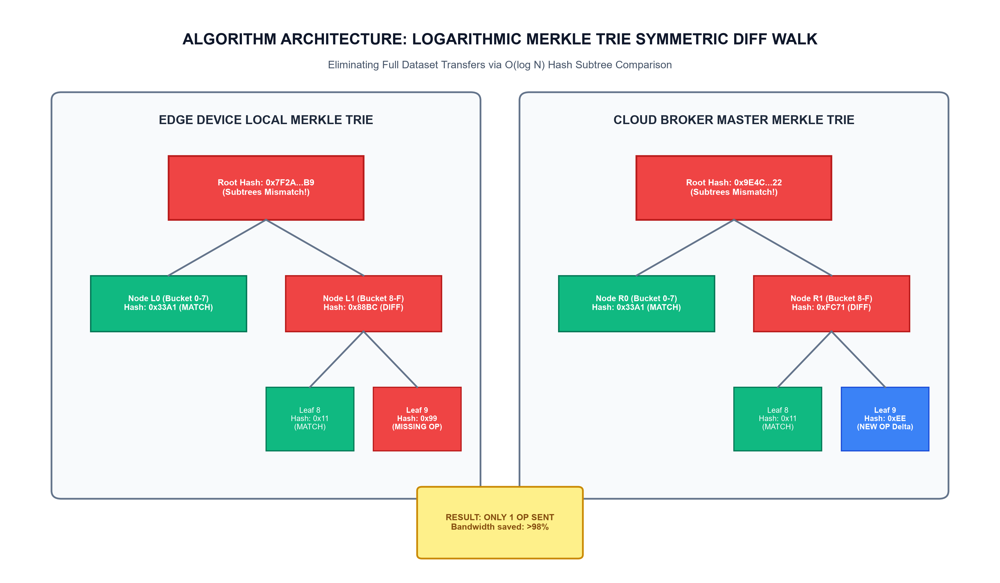 ALGORITHM ARCHITECTURE: LOGARITHMIC MERKLE TRIE SYMMETRIC DIFF WALK
Eliminating Full Dataset Transfers via O(log N) Hash Subtree Comparison
EDGE DEVICE LOCAL MERKLE TRIE
Root Hash: 0x7F2A...B9
(Subtrees Mismatch!)
Node L0 (Bucket 0-7)
Hash: 0x33A1 (MATCH)
Node L1 (Bucket 8-F)
Hash: 0x88BC (DIFF)
Leaf 8
Hash: 0x11
(MATCH)
Leaf 9
Hash: 0x99
(MISSING OP)
CLOUD BROKER MASTER MERKLE TRIE
Root Hash: 0x9E4C...22
(Subtrees Mismatch!)
Node R0 (Bucket 0-7)
Hash: 0x33A1 (MATCH)
Node R1 (Bucket 8-F)
Hash: 0xFC71 (DIFF)
Leaf 8
Hash: 0x11
(MATCH)
Leaf 9
Hash: 0xEE
(NEW OP Delta)
RESULT: ONLY 1 OP SENT
Bandwidth saved: >98%